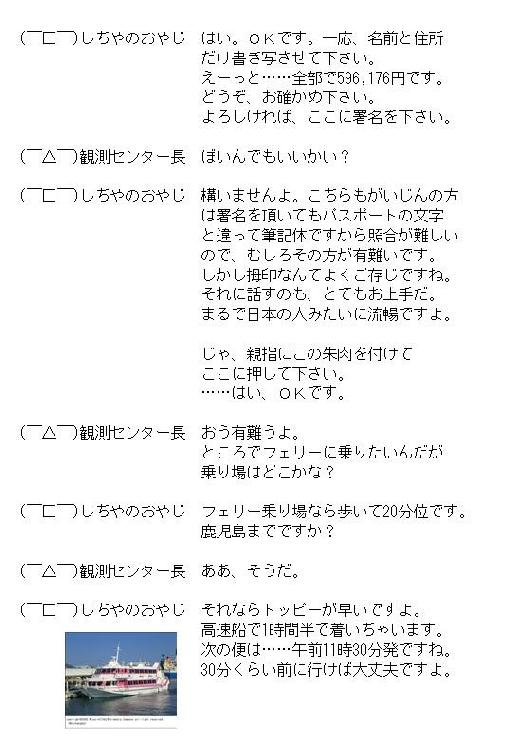 (￣□￣)しちやのおやじ　はい。ＯＫです。一応、名前と住所
だけ書き写させて下さい。
えーっと……全部で596,176円です。
どうぞ、お確かめ下さい。
よろしければ、ここに署名を下さい。
(￣△￣)観測センター長　ぼいんでもいいかい？
(￣□￣)しちやのおやじ　構いませんよ。こちらもがいじんの方
は署名を頂いてもパスポートの文字
と違って筆記体ですから照合が難しい
ので、むしろその方が有難いです。
しかし拇印なんてよくご存じですね。
それに話すのも、とてもお上手だ。
まるで日本の人みたいに流暢ですよ。
じゃ、親指にこの朱肉を付けて
ここに押して下さい。
……はい、ＯＫです。
(￣△￣)観測センター長　おう有難うよ。
ところでフェリーに乗りたいんだが
乗り場はどこかな？
(￣□￣)しちやのおやじ　フェリー乗り場なら歩いて20分位です。
鹿児島までですか？
(￣△￣)観測センター長　ああ、そうだ。
(￣□￣)しちやのおやじ　それならトッピーが早いですよ。
高速船で1時間半で着いちゃいます。
次の便は……午前11時30分発ですね。
30分くらい前に行けば大丈夫ですよ。